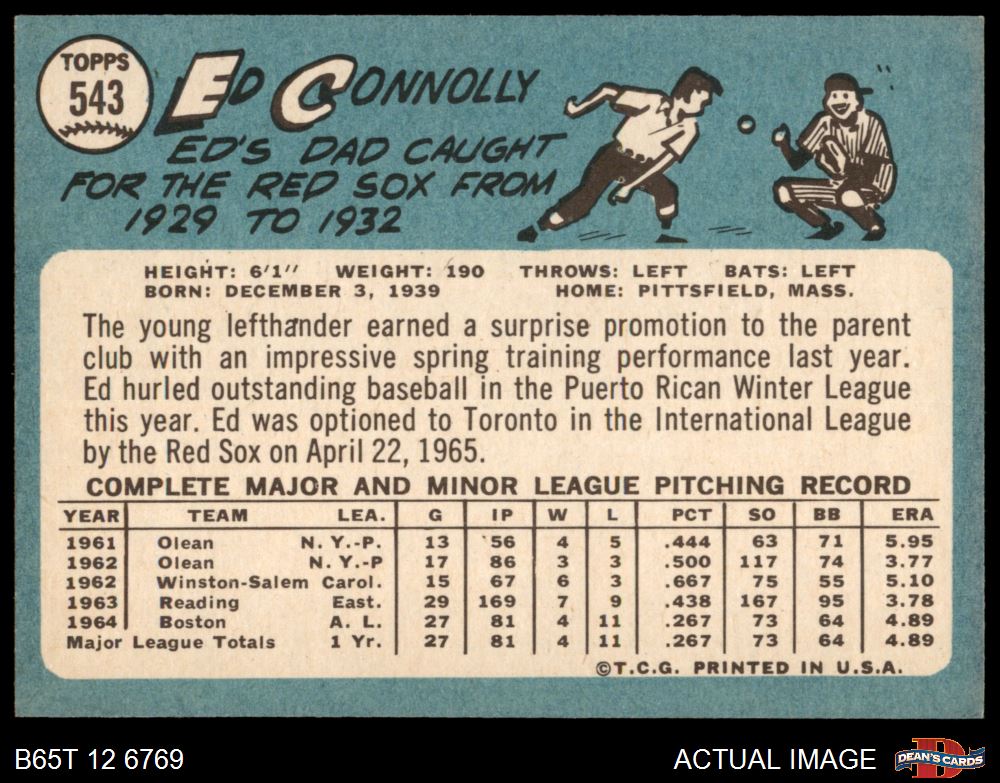 TOPPS
543
ED CONNOLLY
ED'S DAD CAUGHT
FOR THE RED SOX FROM
1929 TO 1932
HEIGHT: 6'1" WEIGHT: 190 THROWS: LEFT BATS: LEFT
BORN: DECEMBER 3, 1939 HOME: PITTSFIELD, MASS.
The young lefthander earned a surprise promotion to the parent
club with an impressive spring training performance last year.
Ed hurled outstanding baseball in the Puerto Rican Winter League
this year. Ed was optioned to Toronto in the International League
by the Red Sox on April 22, 1965.
COMPLETE MAJOR AND MINOR LEAGUE PITCHING RECORD
YEAR TEAM LEA. G IP W L PCT SO BB ERA
1961 Olean N. Y.-P. 13 56 4 5 .444 63 71 5.95
1962 Olean N. Y.-P 17 86 3 3 .500 117 74 3.77
1962 Winston-Salem Carol. 15 67 6 3 .667 75 55 5.10
1963 Reading East. 29 169 7 9 .438 167 95 3.78
1964 Boston A. L. 27 81 4 11 .267 73 64 4.89
Major League Totals 1 Yr. 27 81 4 11 .267 73 64 4.89
©T.C.G. PRINTED IN U.S.A.
B65T 12 6769 ACTUAL IMAGE
D
DEAN'S CARDS